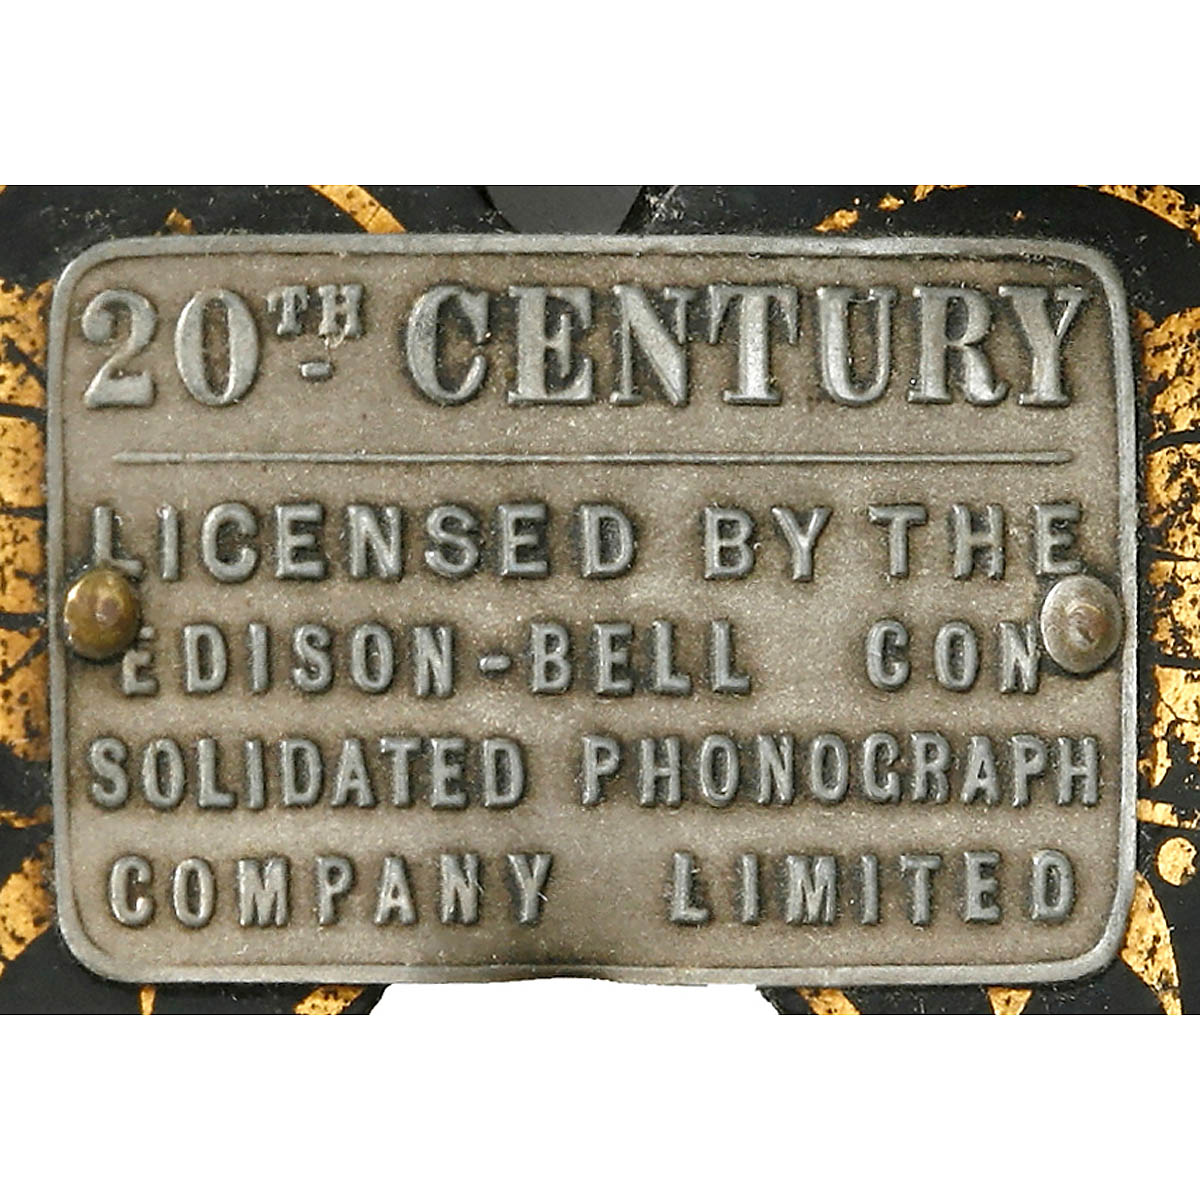 20TH CENTURY
LICENSED BY THE
EDISON-BELL CON
SOLIDATED PHONOGRAPH
COMPANY LIMITED